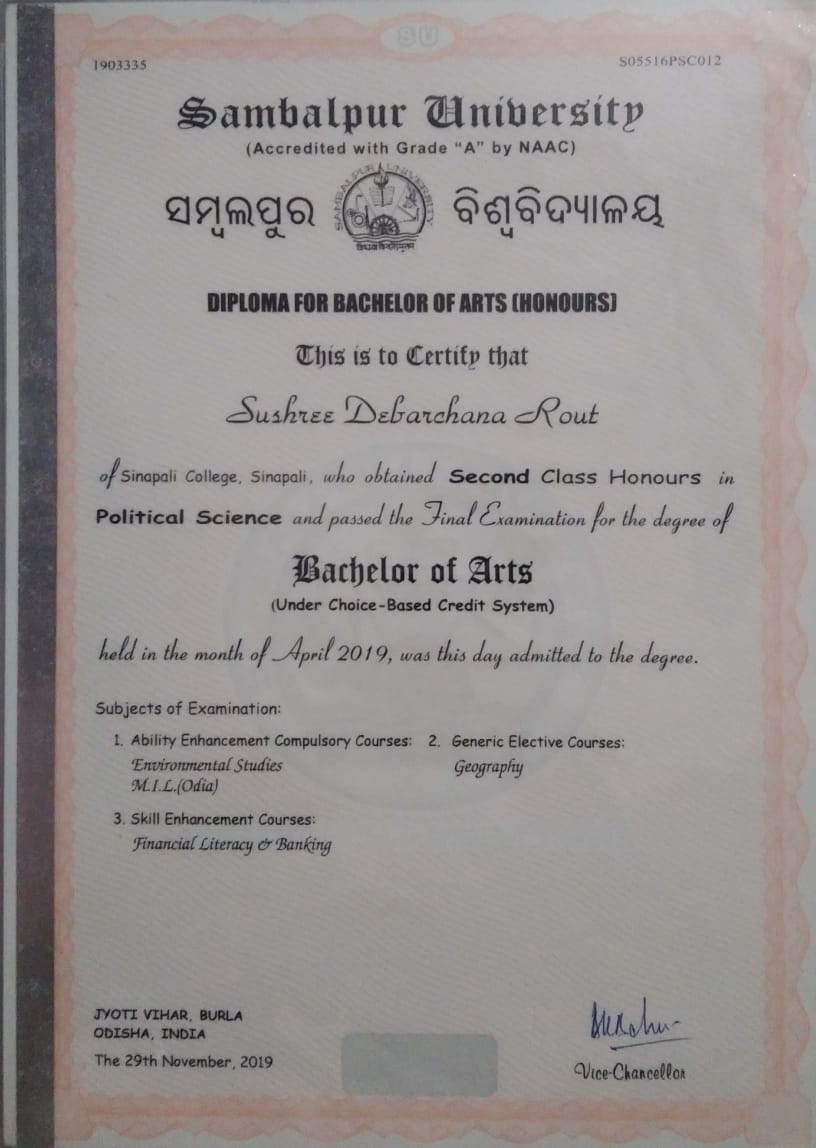 SU
1903335
S05516PSC012
Sambalpur University
(Accredited with Grade "A" by NAAC)
ସମ୍ବଲପୁର ବିଶ୍ୱବିଦ୍ୟାଳୟ
SAMBALPUR UNIVERSITY
DIPLOMA FOR BACHELOR OF ARTS (HONOURS)
This is to Certify that
Sushree Debarchana Rout
of Sinapali College, Sinapali, who obtained Second Class Honours in
Political Science and passed the Final Examination for the degree of
Bachelor of Arts
(Under Choice-Based Credit System)
held in the month of April 2019, was this day admitted to the degree.
Subjects of Examination:
1. Ability Enhancement Compulsory Courses: 2. Generic Elective Courses:
Environmental Studies Geography
M.I.L.(Odia)
3. Skill Enhancement Courses:
Financial Literacy & Banking
JYOTI VIHAR, BURLA
ODISHA, INDIA
The 29th November, 2019
Vice-Chancellor